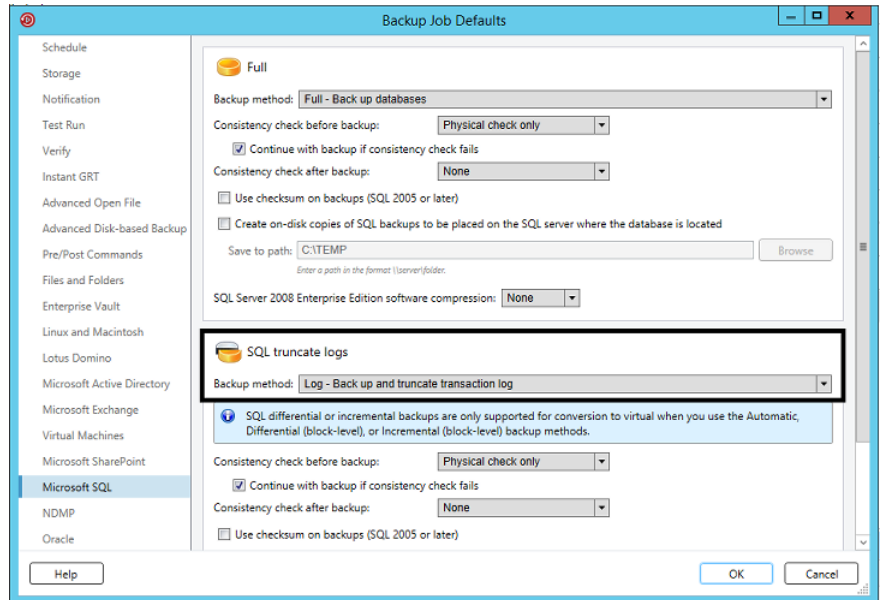 Backup Job Defaults
Schedule
Storage
Notification
Test Run
Verify
Instant GRT
Advanced Open File
Advanced Disk-based Backup
Pre/Post Commands
Files and Folders
Enterprise Vault
Linux and Macintosh
Lotus Domino
Microsoft Active Directory
Microsoft Exchange
Virtual Machines
Microsoft SharePoint
Microsoft SQL
NDMP
Oracle
Full
Backup method: Full - Back up databases
Consistency check before backup: Physical check only
Continue with backup if consistency check fails
Consistency check after backup: None
Use checksum on backups (SQL 2005 or later)
Create on-disk copies of SQL backups to be placed on the SQL server where the database is located
Save to path: C:\TEMP Browse
Enter a path in the format \\server\folder.
SQL Server 2008 Enterprise Edition software compression: None
SQL truncate logs
Backup method: Log - Back up and truncate transaction log
SQL differential or incremental backups are only supported for conversion to virtual when you use the Automatic,
Differential (block-level), or Incremental (block-level) backup methods.
Consistency check before backup: Physical check only
Continue with backup if consistency check fails
Consistency check after backup: None
Use checksum on backups (SQL 2005 or later)
Help OK Cancel